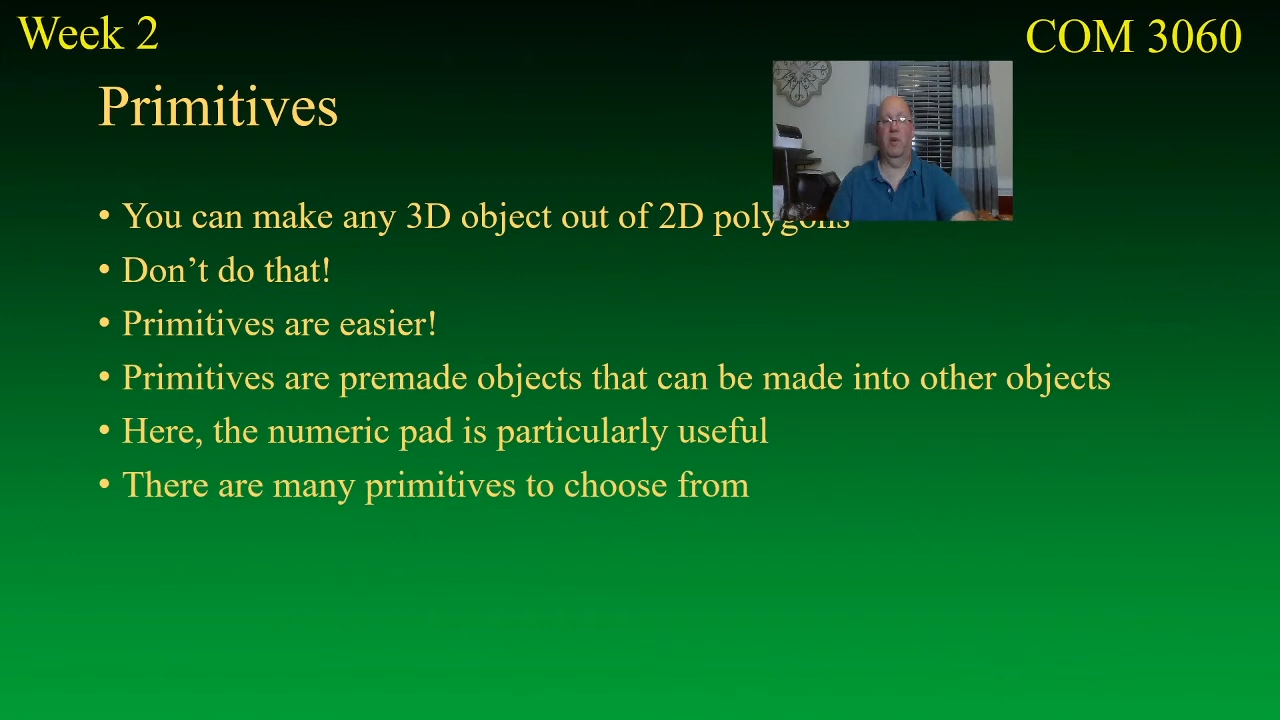 Week 2
COM 3060
Primitives
• You can make any 3D object out of 2D polygons
• Don’t do that!
• Primitives are easier!
• Primitives are premade objects that can be made into other objects
• Here, the numeric pad is particularly useful
• There are many primitives to choose from